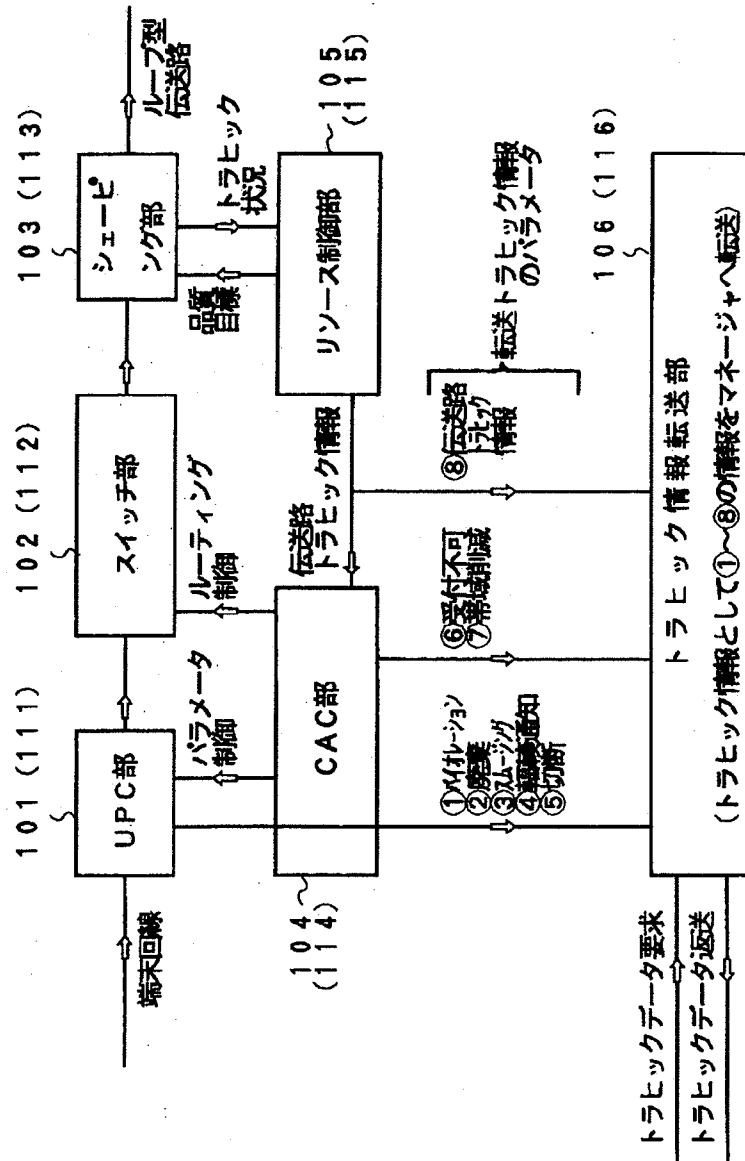 101（111）
102（112）
103（113）
端末回線
UPC部
スイッチ部
シェーピ
ング部
ループ型
伝送路
パラメータ
制御
ルーティング
制御
品質
目標
トラヒック
状況
CAC部
104
（114）
伝送路
トラヒック情報
リソース制御部
105
（115）
①バイオレーション
②廃棄
③スムージング
④輻輳通知
⑤切断
⑥受付不可
⑦帯域削減
⑧伝送路
トラヒック
情報
転送トラヒック情報
のパラメータ
106（116）
トラヒックデータ要求
トラヒックデータ返送
トラヒック情報転送部
（トラヒック情報として①～⑧の情報をマネージャへ転送）